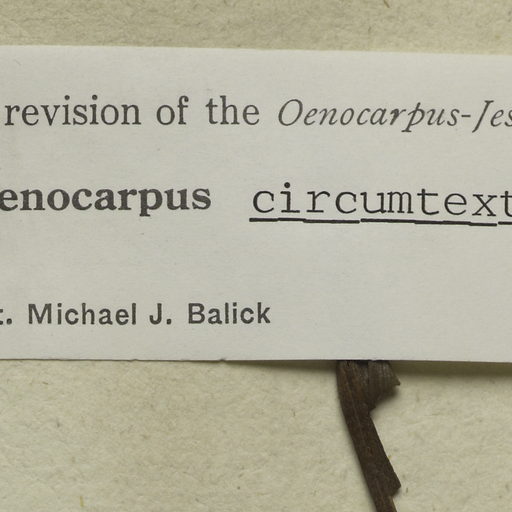 revision of the Oenocarpus-Jes
enocarpus circumtext
t. Michael J. Balick